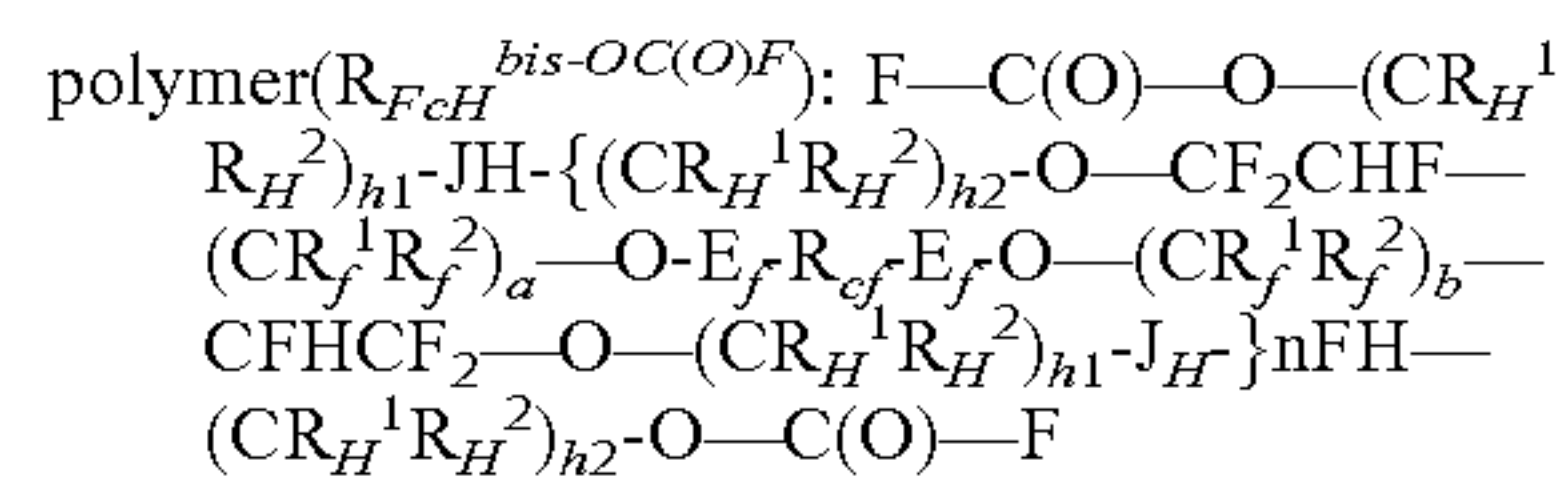 polymer(R_{FcH}^{bis-OC(O)F}): F—C(O)—O—(CR_H^1
R_H^2)_{h1}-JH-{(CR_H^1R_H^2)_{h2}-O—CF_2CHF—
(CR_f^1R_f^2)_a—O-E_f-R_{cf}-E_f-O—(CR_f^1R_f^2)_b—
CFHCF_2—O—(CR_H^1R_H^2)_{h1}-J_H-}nFH—
(CR_H^1R_H^2)_{h2}-O—C(O)—F